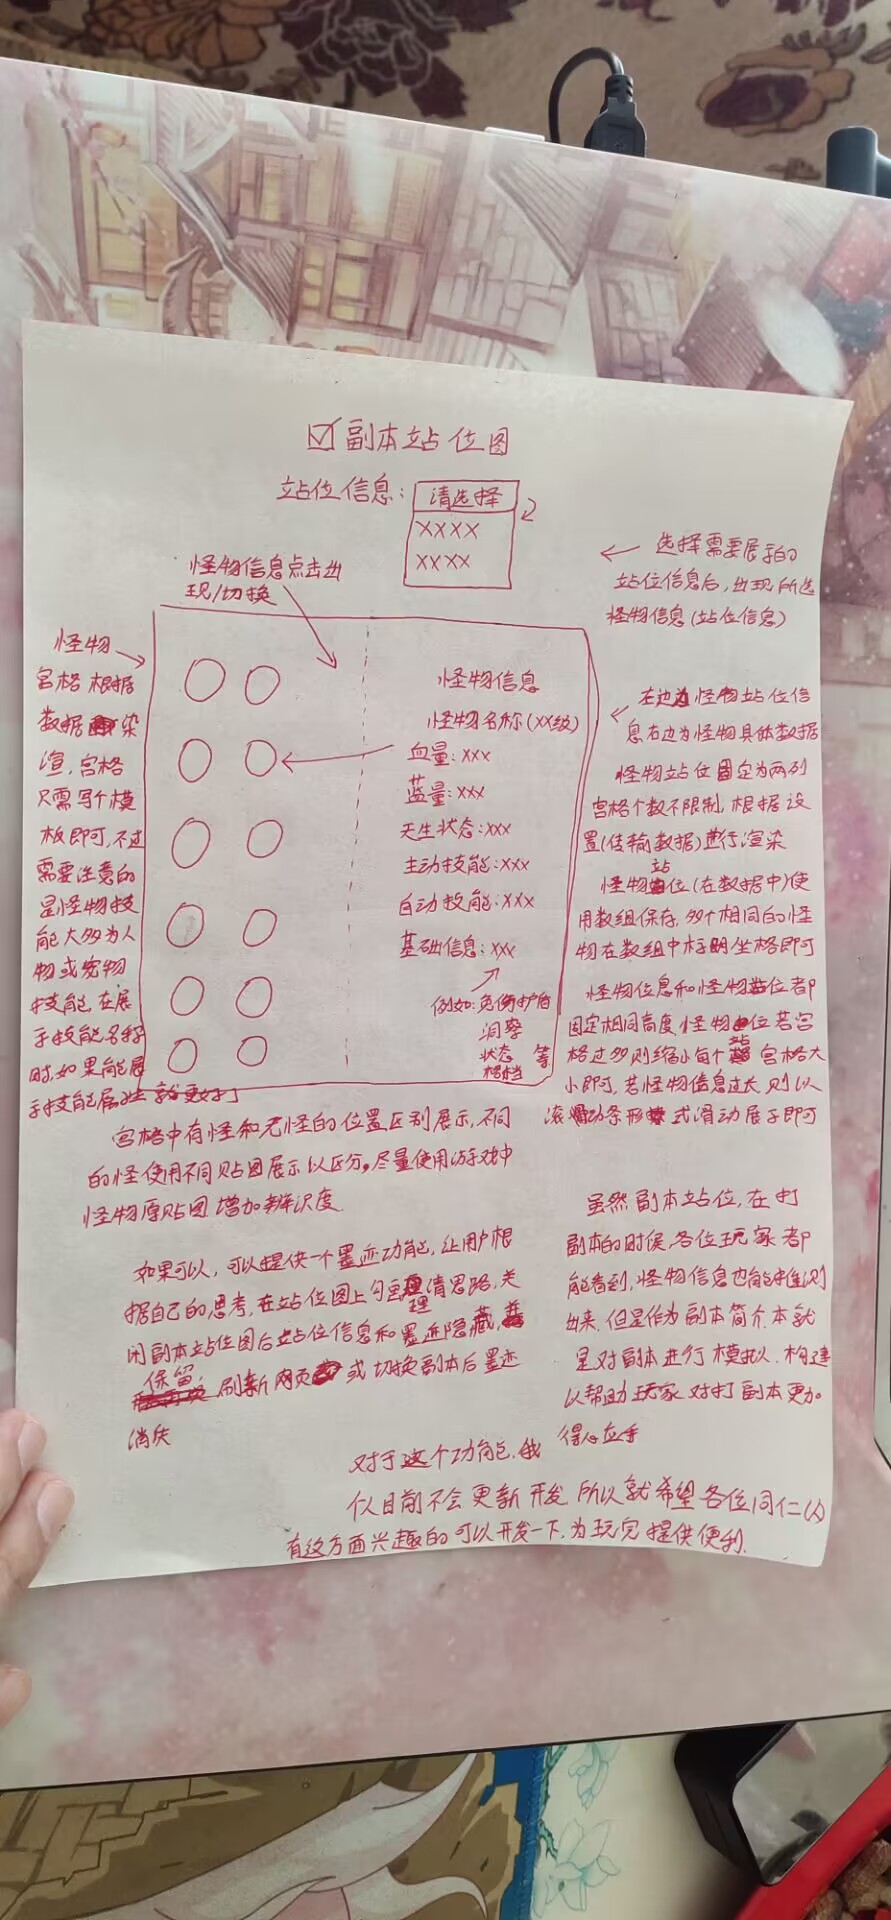 ☑副本站位图
站位信息：
请选择
XXXX
XXXX
怪物信息点击出
现/切换
选择需要展示的
站位信息后，出现所选
怪物信息(站位信息)
怪物
宫格根据
数据染
渲，宫格
只需写个模
板即可，不过
需要注意的
是怪物技
能大多为人
物或宠物
技能，在展
示技能名称
时，如果能展
示技能属性就更好了
怪物信息
怪物名称(XX级)
血量：XXX
蓝量：XXX
天生状态：XXX
主动技能：XXX
自动技能：XXX
基础信息：XXX
例如：免伤护盾
洞察
状态 等
格档
左边为怪物站位信
息右边为怪物具体数据
怪物站位固定为两列
宫格个数不限制，根据设
置(传输数据)进行渲染
怪物站位(在数据中)使
用数组保存，多个相同的怪
物在数组中标明坐格即可
怪物信息和怪物站位都
固定相同高度，怪物站位若宫
格过多则缩小每个宫格大
小即可，若怪物信息过长，则以
滚动条形式滑动展示即可
宫格中有怪和无怪的位置区别展示，不同
的怪使用不同贴图展示以区分。尽量使用游戏中
怪物原贴图增加辨识度
如果可以，可以提供一个墨迹功能，让用户根
据自己的思考，在站位图上勾画理清思路，关
闭副本站位图后站位信息和墨迹隐藏，
保留；刷新网页或切换副本后墨迹
消失
虽然副本站位，在打
副本的时候，各位玩家都
能看到，怪物信息也能推测
出来，但是作为副本简介，本就
是对副本进行模拟、构建
以帮助玩家对打副本更加
得心应手
对于这个功能，我
们目前不会更新开发所以就希望各位同仁
有这方面兴趣的可以开发一下，为玩家提供便利.